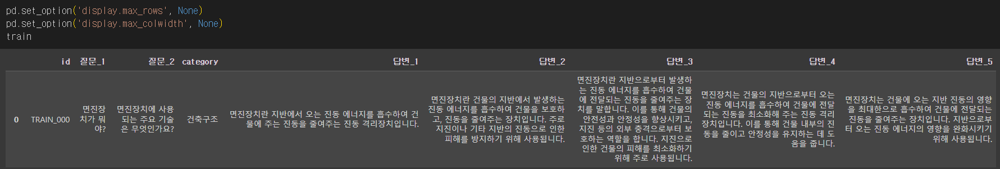 pd.set_option('display.max_rows', None)
pd.set_option('display.max_colwidth', None)
train
id 질문_1 질문_2 category 답변_1 답변_2 답변_3 답변_4 답변_5
0 TRAIN_000
면진장
치가 뭐
야?
면진장치에 사용
되는 주요 기술
은 무엇인가요?
건축구조
면진장치란 지반에서 오는 진동 에너지를 흡수하여 건
물에 주는 진동을 줄여주는 진동 격리장치입니다.
면진장치란 건물의 지반에서 발생하는
진동 에너지를 흡수하여 건물을 보호하
고, 진동을 줄여주는 장치입니다. 주로
지진이나 기타 지반의 진동으로 인한
피해를 방지하기 위해 사용됩니다.
면진장치란 지반으로부터 발생하
는 진동 에너지를 흡수하여 건물
에 전달되는 진동을 줄여주는 장
치를 말합니다. 이를 통해 건물의
안전성과 안정성을 향상시키고,
지진 등의 외부 충격으로부터 보
호하는 역할을 합니다. 지진으로
인한 건물의 피해를 최소화하기
위해 주로 사용됩니다.
면진장치는 건물의 지반으로부터 오는
진동 에너지를 흡수하여 건물에 전달
되는 진동을 최소화해 주는 진동 격리
장치입니다. 이를 통해 건물 내부의 진
동을 줄이고 안정성을 유지하는 데 도
움을 줍니다.
면진장치는 건물에 오는 지반 진동의 영향
을 최대한으로 흡수하여 건물에 전달되는
진동을 줄여주는 장치입니다. 지반으로부
터 오는 진동 에너지의 영향을 완화시키기
위해 사용됩니다.